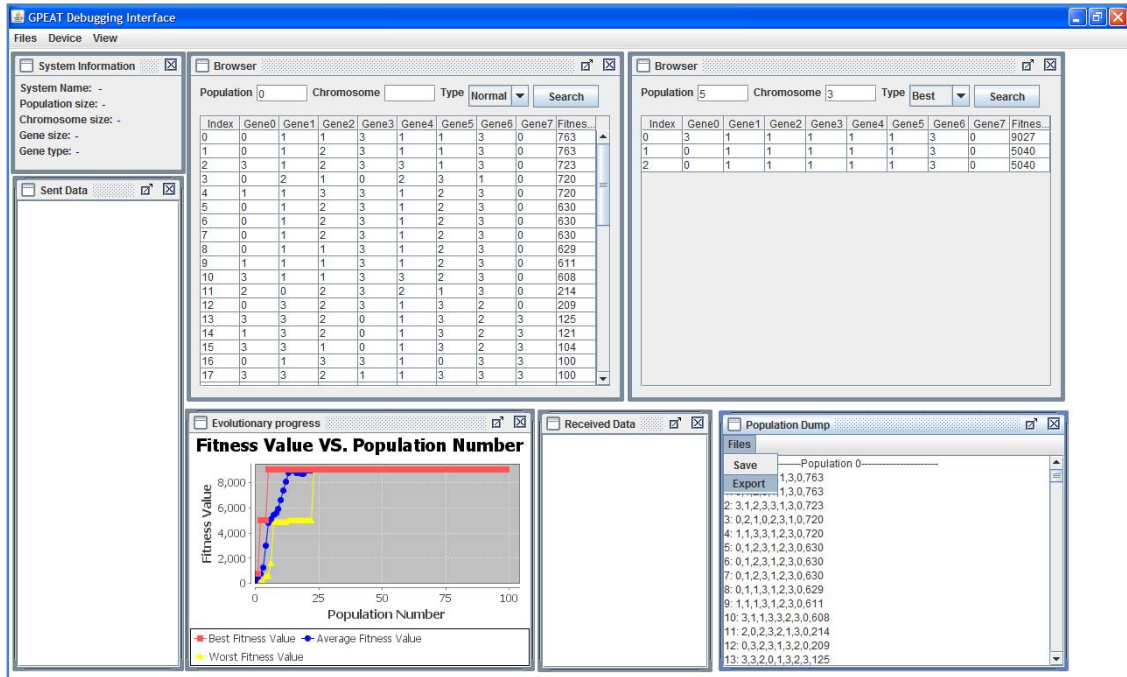 GPEAT Debugging Interface
Files Device View
System Information
System Name: -
Population size: -
Chromosome size: -
Gene size: -
Gene type: -
Sent Data
Browser
Population 0 Chromosome Type Normal Search
Index Gene0 Gene1 Gene2 Gene3 Gene4 Gene5 Gene6 Gene7 Fitnes...
0 0 1 1 3 1 1 3 0 763
1 0 1 2 3 1 1 3 0 763
2 3 1 2 3 3 1 3 0 723
3 0 2 1 0 2 3 1 0 720
4 1 1 3 3 1 2 3 0 720
5 0 1 2 3 1 2 3 0 630
6 0 1 2 3 1 2 3 0 630
7 0 1 2 3 1 2 3 0 630
8 0 1 1 3 1 2 3 0 629
9 1 1 1 3 1 2 3 0 611
10 3 1 1 3 3 2 3 0 608
11 2 0 2 3 2 1 3 0 214
12 0 3 2 3 1 3 2 0 209
13 3 3 2 0 1 3 2 3 125
14 1 3 2 0 1 3 2 3 121
15 3 3 1 0 1 3 2 3 104
16 0 1 3 3 1 0 3 3 100
17 3 3 2 1 1 3 3 3 100
Browser
Population 5 Chromosome 3 Type Best Search
Index Gene0 Gene1 Gene2 Gene3 Gene4 Gene5 Gene6 Gene7 Fitnes...
0 3 1 1 1 1 1 3 0 9027
1 0 1 1 1 1 1 3 0 5040
2 0 1 1 1 1 1 3 0 5040
Evolutionary progress
Fitness Value VS. Population Number
Fitness Value
8,000
6,000
4,000
2,000
0
0 25 50 75 100
Population Number
Best Fitness Value Average Fitness Value
Worst Fitness Value
Received Data
Population Dump
Files
Save
Export
------Population 0----------------------
1,3,0,763
1,3,0,763
2: 3,1,2,3,3,1,3,0,723
3: 0,2,1,0,2,3,1,0,720
4: 1,1,3,3,1,2,3,0,720
5: 0,1,2,3,1,2,3,0,630
6: 0,1,2,3,1,2,3,0,630
7: 0,1,2,3,1,2,3,0,630
8: 0,1,1,3,1,2,3,0,629
9: 1,1,1,3,1,2,3,0,611
10: 3,1,1,3,3,2,3,0,608
11: 2,0,2,3,2,1,3,0,214
12: 0,3,2,3,1,3,2,0,209
13: 3,3,2,0,1,3,2,3,125